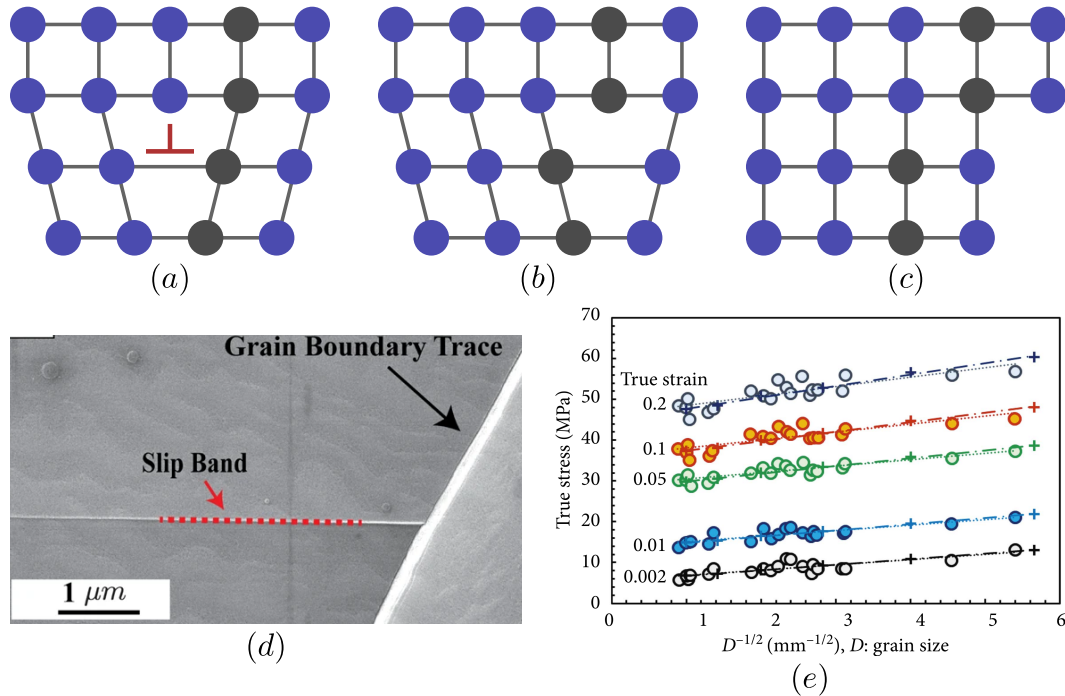 (a)
(b)
(c)
Grain Boundary Trace
Slip Band
1 μm
(d)
70
60
50
40
30
20
10
0
True stress (MPa)
True strain
0.2
0.1
0.05
0.01
0.002
0 1 2 3 4 5 6
D⁻¹/² (mm⁻¹/²), D: grain size
(e)